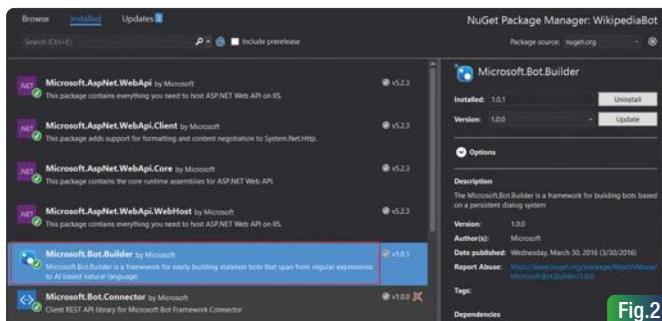 Browse Installed Updates 2
NuGet Package Manager: WikipediaBot
Search (Ctrl+E) Include prerelease
Package source: nuget.org
Microsoft.AspNet.WebApi by Microsoft v5.2.3
This package contains everything you need to host ASP.NET Web API on IIS.
Microsoft.AspNet.WebApi.Client by Microsoft v5.2.3
This package adds support for formatting and content negotiation to System.Net.Http.
Microsoft.AspNet.WebApi.Core by Microsoft v5.2.3
This package contains the core runtime assemblies for ASP.NET Web API.
Microsoft.AspNet.WebApi.WebHost by Microsoft v5.2.3
This package contains everything you need to host ASP.NET Web API on IIS.
Microsoft.Bot.Builder by Microsoft v1.0.1
Microsoft.Bot.Builder is a framework for easily building stateless bots that span from regular expressions
to AI based natural language.
Microsoft.Bot.Connector by Microsoft v1.0.0
Client REST API library for Microsoft Bot Framework Connector
Microsoft.Bot.Builder
Installed: 1.0.1 Uninstall
Version: 1.0.0 Update
Options
Description
The Microsoft.Bot.Builder is a framework for building bots based
on a persistent dialog system
Version: 1.0.0
Author(s): Microsoft
Date published: Wednesday, March 30, 2016 (3/30/2016)
Report Abuse: https://www.nuget.org/package/ReportAbuse/
Microsoft.Bot.Builder/1.0.0
Tags:
Dependencies
Fig.2
NET
NET
NET
NET